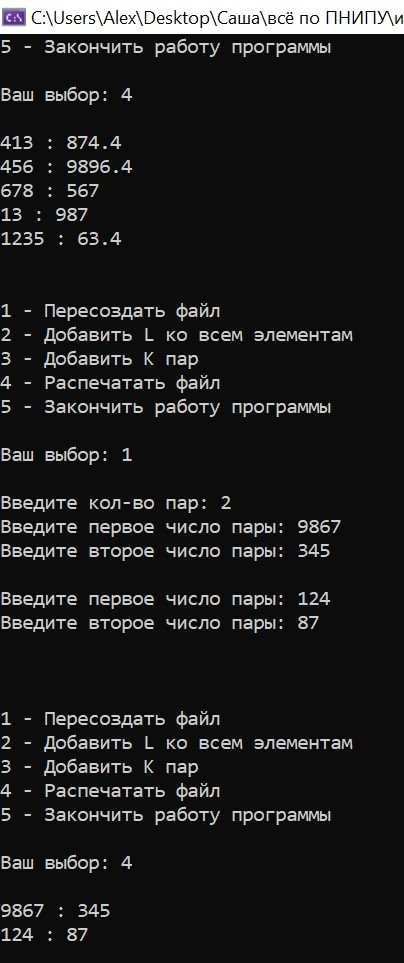 C:\Users\Alex\Desktop\Саша\всё по ПНИПУ\и
5 - Закончить работу программы
Ваш выбор: 4
413 : 874.4
456 : 9896.4
678 : 567
13 : 987
1235 : 63.4
1 - Пересоздать файл
2 - Добавить L ко всем элементам
3 - Добавить К пар
4 - Распечатать файл
5 - Закончить работу программы
Ваш выбор: 1
Введите кол-во пар: 2
Введите первое число пары: 9867
Введите второе число пары: 345
Введите первое число пары: 124
Введите второе число пары: 87
1 - Пересоздать файл
2 - Добавить L ко всем элементам
3 - Добавить К пар
4 - Распечатать файл
5 - Закончить работу программы
Ваш выбор: 4
9867 : 345
124 : 87